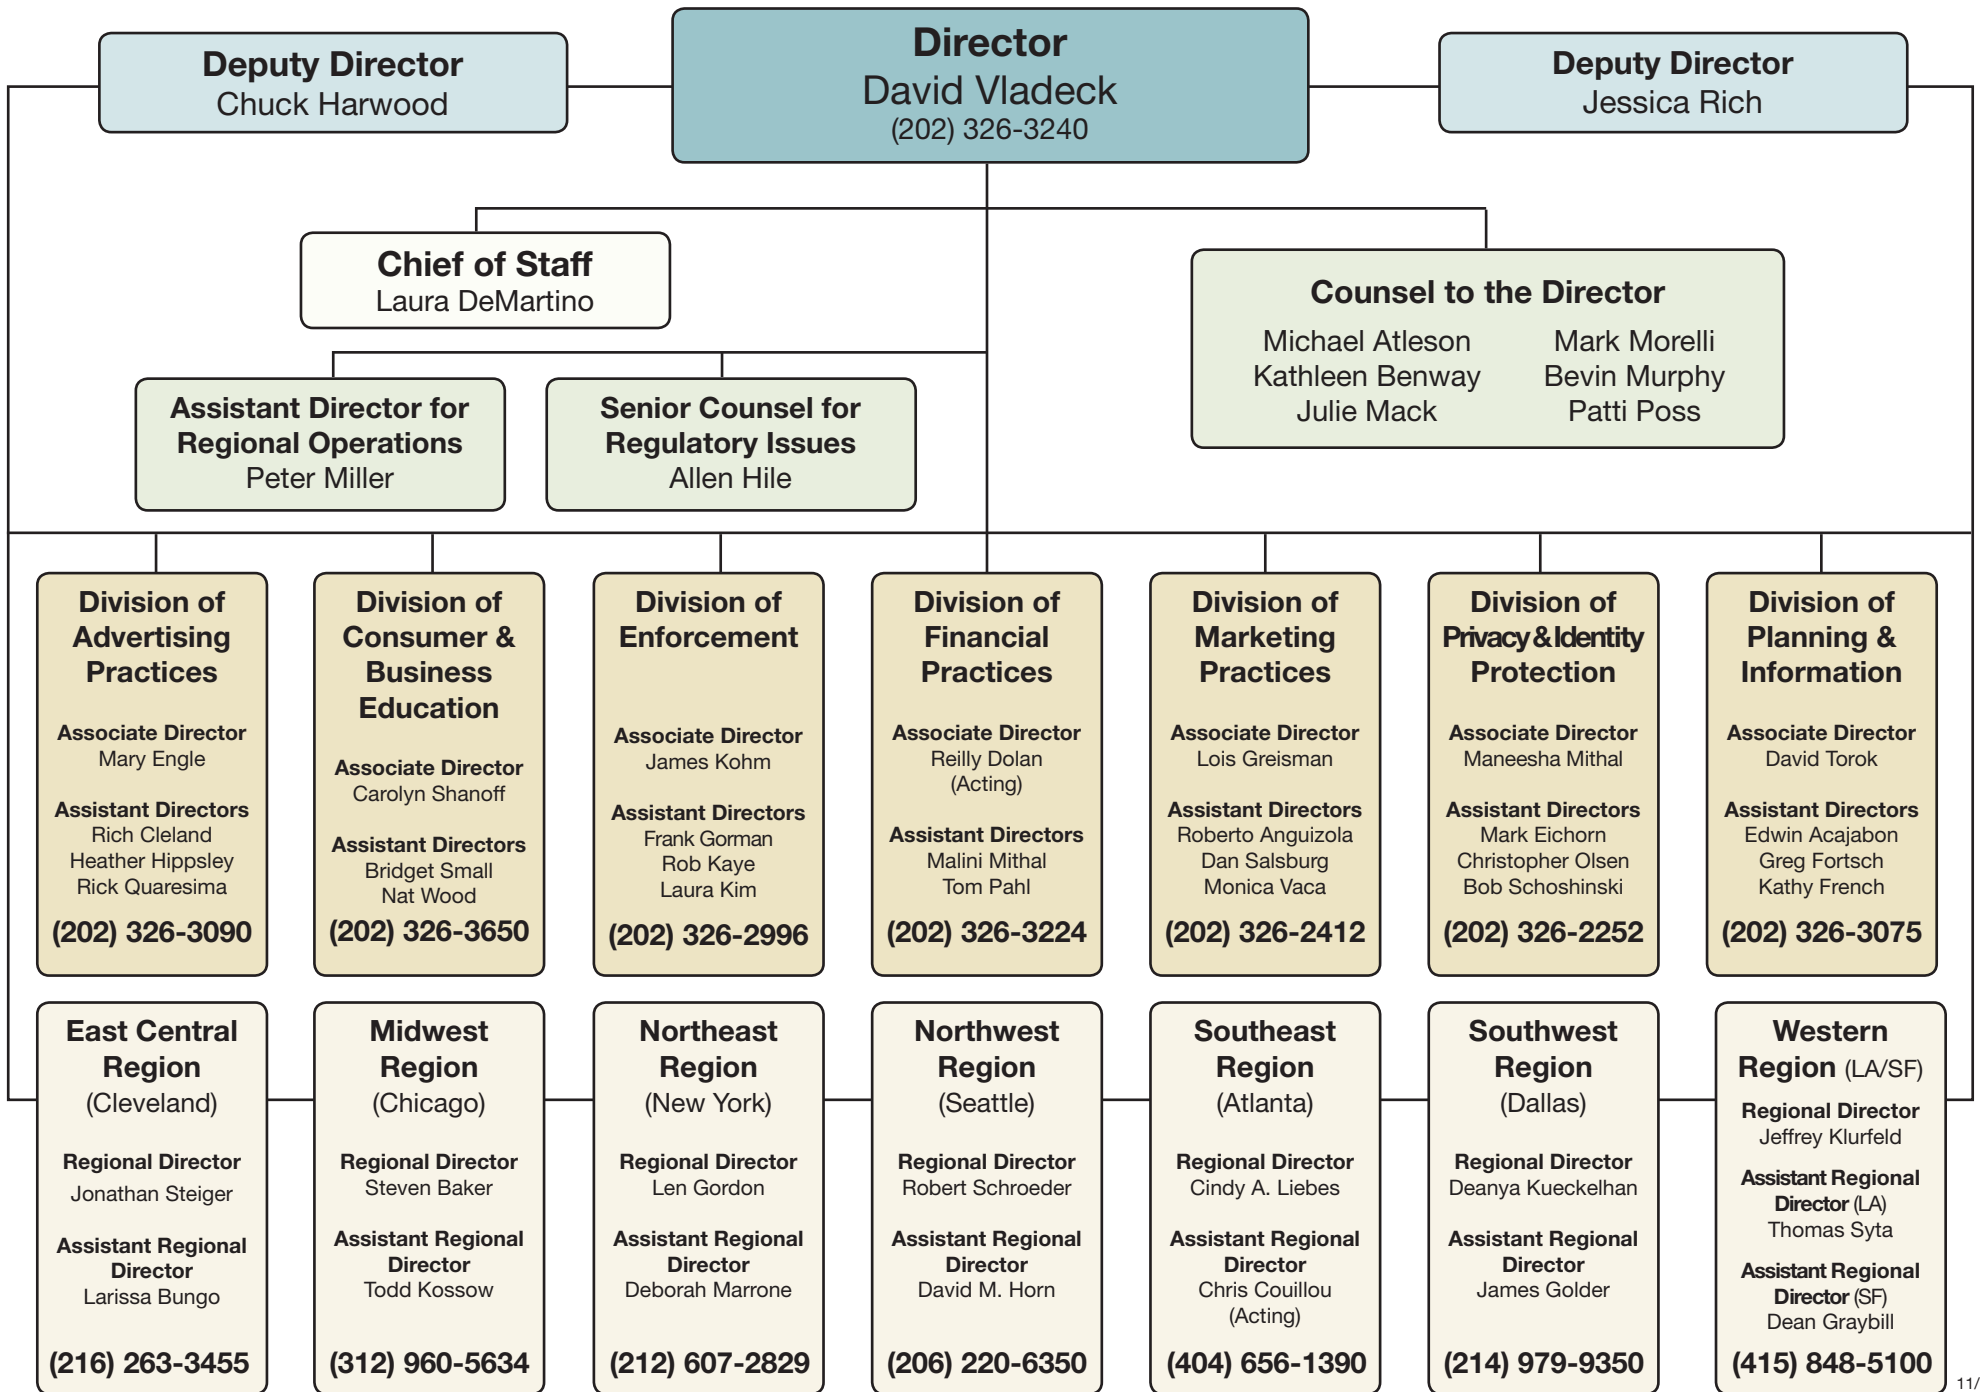 Deputy Director
Chuck Harwood
Director
David Vladeck
(202) 326-3240
Deputy Director
Jessica Rich
Chief of Staff
Laura DeMartino
Counsel to the Director
Michael Atleson
Kathleen Benway
Julie Mack
Mark Morelli
Bevin Murphy
Patti Poss
Assistant Director for
Regional Operations
Peter Miller
Senior Counsel for
Regulatory Issues
Allen Hile
Division of
Advertising
Practices
Associate Director
Mary Engle
Assistant Directors
Rich Cleland
Heather Hippsley
Rick Quaresima
(202) 326-3090
Division of
Consumer &
Business
Education
Associate Director
Carolyn Shanoff
Assistant Directors
Bridget Small
Nat Wood
(202) 326-3650
Division of
Enforcement
Associate Director
James Kohm
Assistant Directors
Frank Gorman
Rob Kaye
Laura Kim
(202) 326-2996
Division of
Financial
Practices
Associate Director
Reilly Dolan
(Acting)
Assistant Directors
Malini Mithal
Tom Pahl
(202) 326-3224
Division of
Marketing
Practices
Associate Director
Lois Greisman
Assistant Directors
Roberto Anguizola
Dan Salsburg
Monica Vaca
(202) 326-2412
Division of
Privacy & Identity
Protection
Associate Director
Maneesha Mithal
Assistant Directors
Mark Eichorn
Christopher Olsen
Bob Schoshinski
(202) 326-2252
Division of
Planning &
Information
Associate Director
David Torok
Assistant Directors
Edwin Acajabon
Greg Fortsch
Kathy French
(202) 326-3075
East Central
Region
(Cleveland)
Regional Director
Jonathan Steiger
Assistant Regional
Director
Larissa Bungo
(216) 263-3455
Midwest
Region
(Chicago)
Regional Director
Steven Baker
Assistant Regional
Director
Todd Kossow
(312) 960-5634
Northeast
Region
(New York)
Regional Director
Len Gordon
Assistant Regional
Director
Deborah Marrone
(212) 607-2829
Northwest
Region
(Seattle)
Regional Director
Robert Schroeder
Assistant Regional
Director
David M. Horn
(206) 220-6350
Southeast
Region
(Atlanta)
Regional Director
Cindy A. Liebes
Assistant Regional
Director
Chris Couillou
(Acting)
(404) 656-1390
Southwest
Region
(Dallas)
Regional Director
Deanya Kueckelhan
Assistant Regional
Director
James Golder
(214) 979-9350
Western
Region (LA/SF)
Regional Director
Jeffrey Klurfeld
Assistant Regional
Director (LA)
Thomas Syta
Assistant Regional
Director (SF)
Dean Graybill
(415) 848-5100
11/